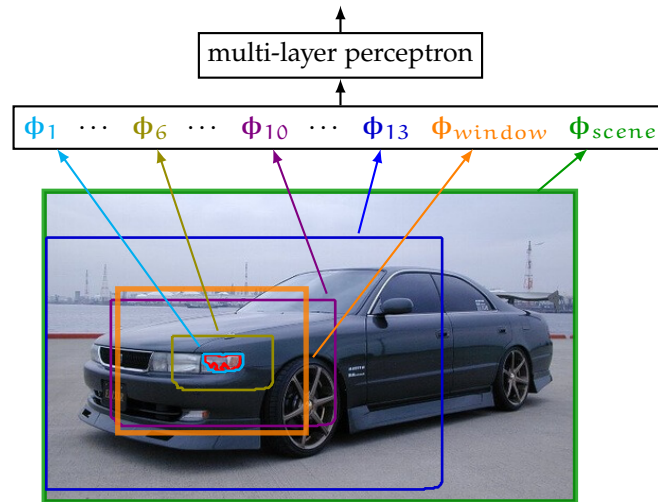 multi-layer perceptron
Φ₁ ··· Φ₆ ··· Φ₁₀ ··· Φ₁₃ Φwindow Φscene